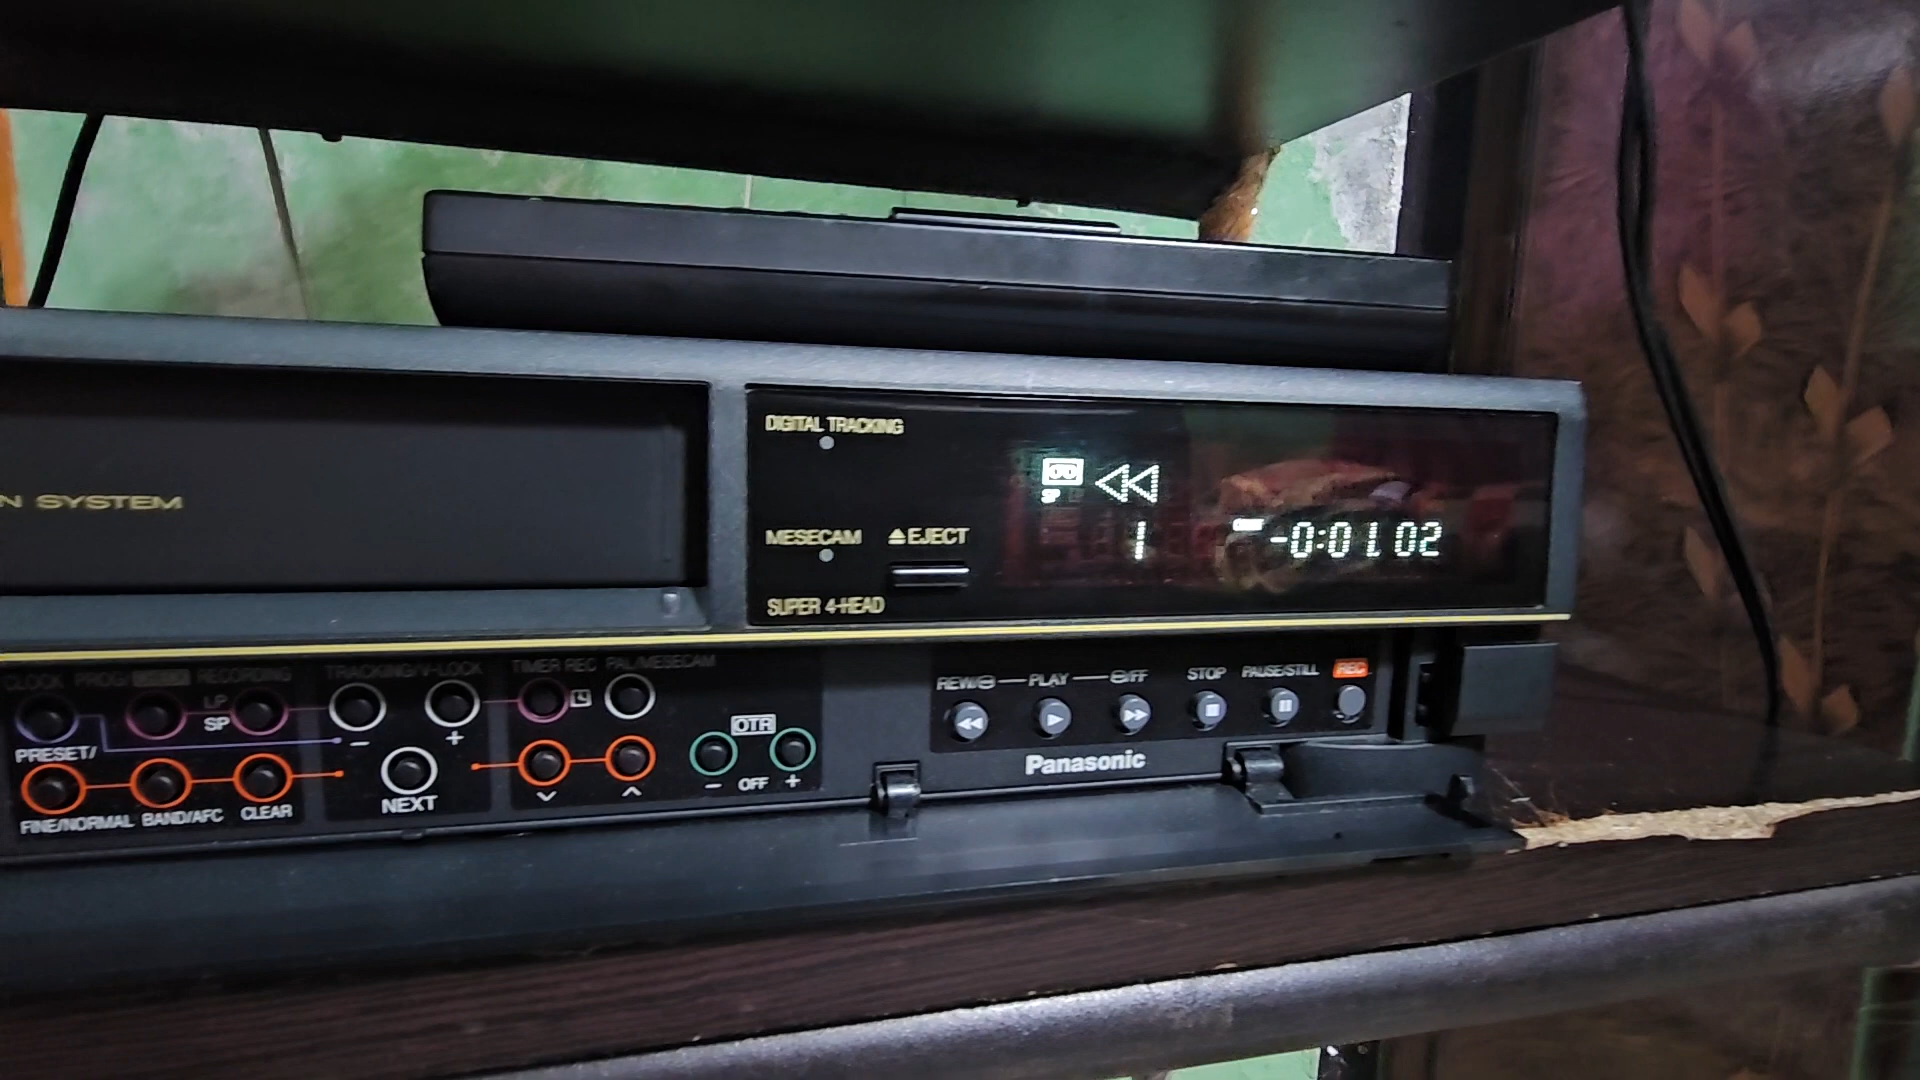 DIGITAL TRACKING
SP
N SYSTEM
MESECAM
EJECT
1
-0:01.02
SUPER 4-HEAD
CLOCK PROG/ RECORDING TRACKING/V-LOCK TIMER REC PAL/MESECAM
REW PLAY FF STOP PAUSE/STILL REC
LP
SP
- +
OTR
PRESET/
- OFF +
Panasonic
FINE/NORMAL BAND/AFC CLEAR NEXT